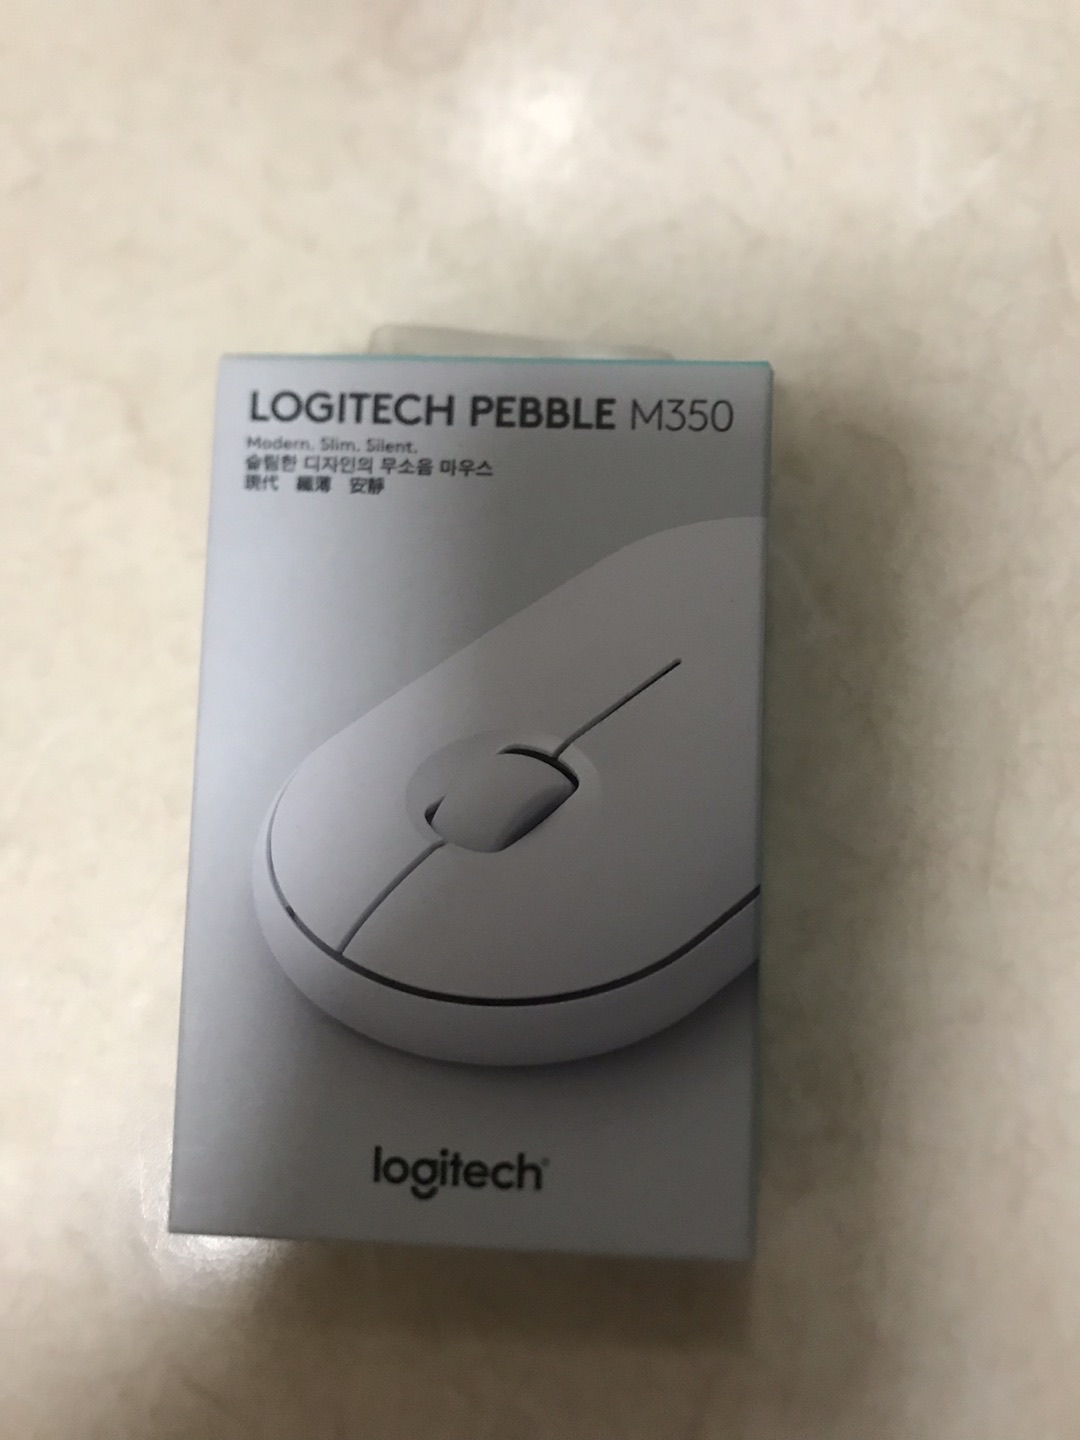 LOGITECH PEBBLE M350
Modern. Slim. Silent.
슬림한 디자인의 무소음 마우스
現代 纖薄 安靜
logitech